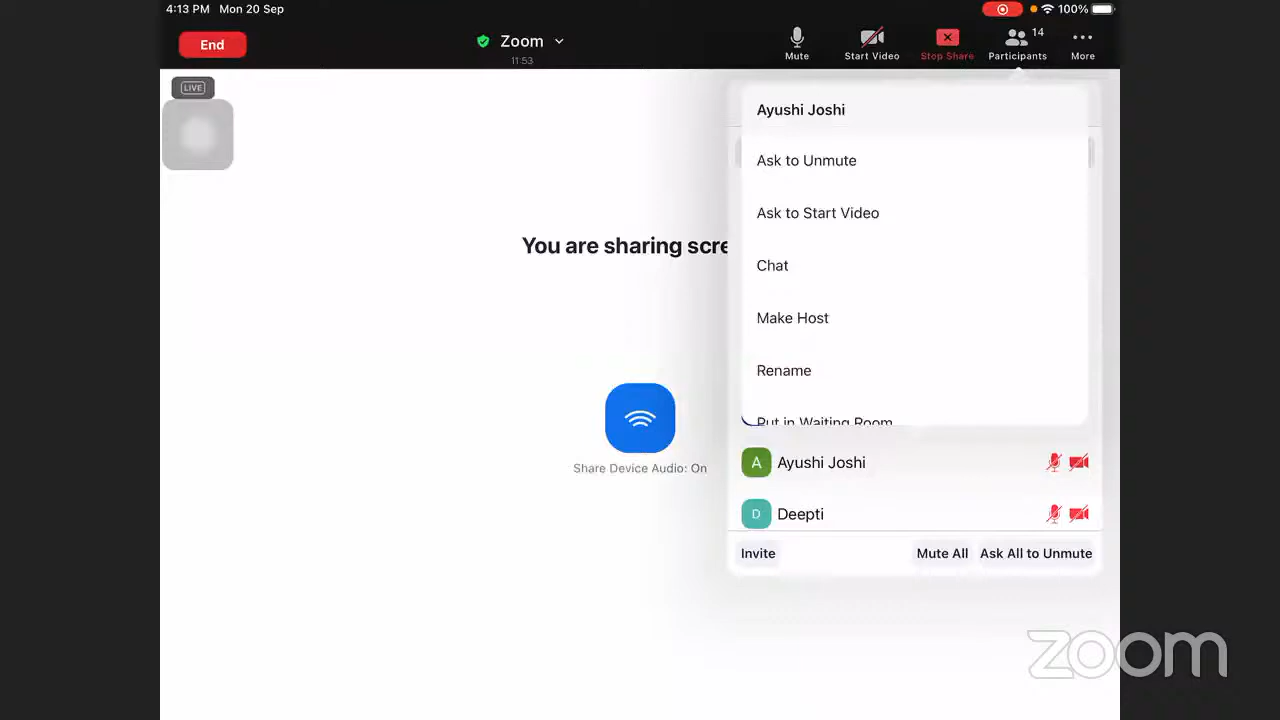 4:13 PM Mon 20 Sep
100%
End
Zoom
11:53
Mute
Start Video
Stop Share
Participants
14
More
LIVE
Ayushi Joshi
Ask to Unmute
Ask to Start Video
Chat
Make Host
Rename
Put in Waiting Room
You are sharing scre
Share Device Audio: On
A Ayushi Joshi
D Deepti
Invite
Mute All
Ask All to Unmute
zoom